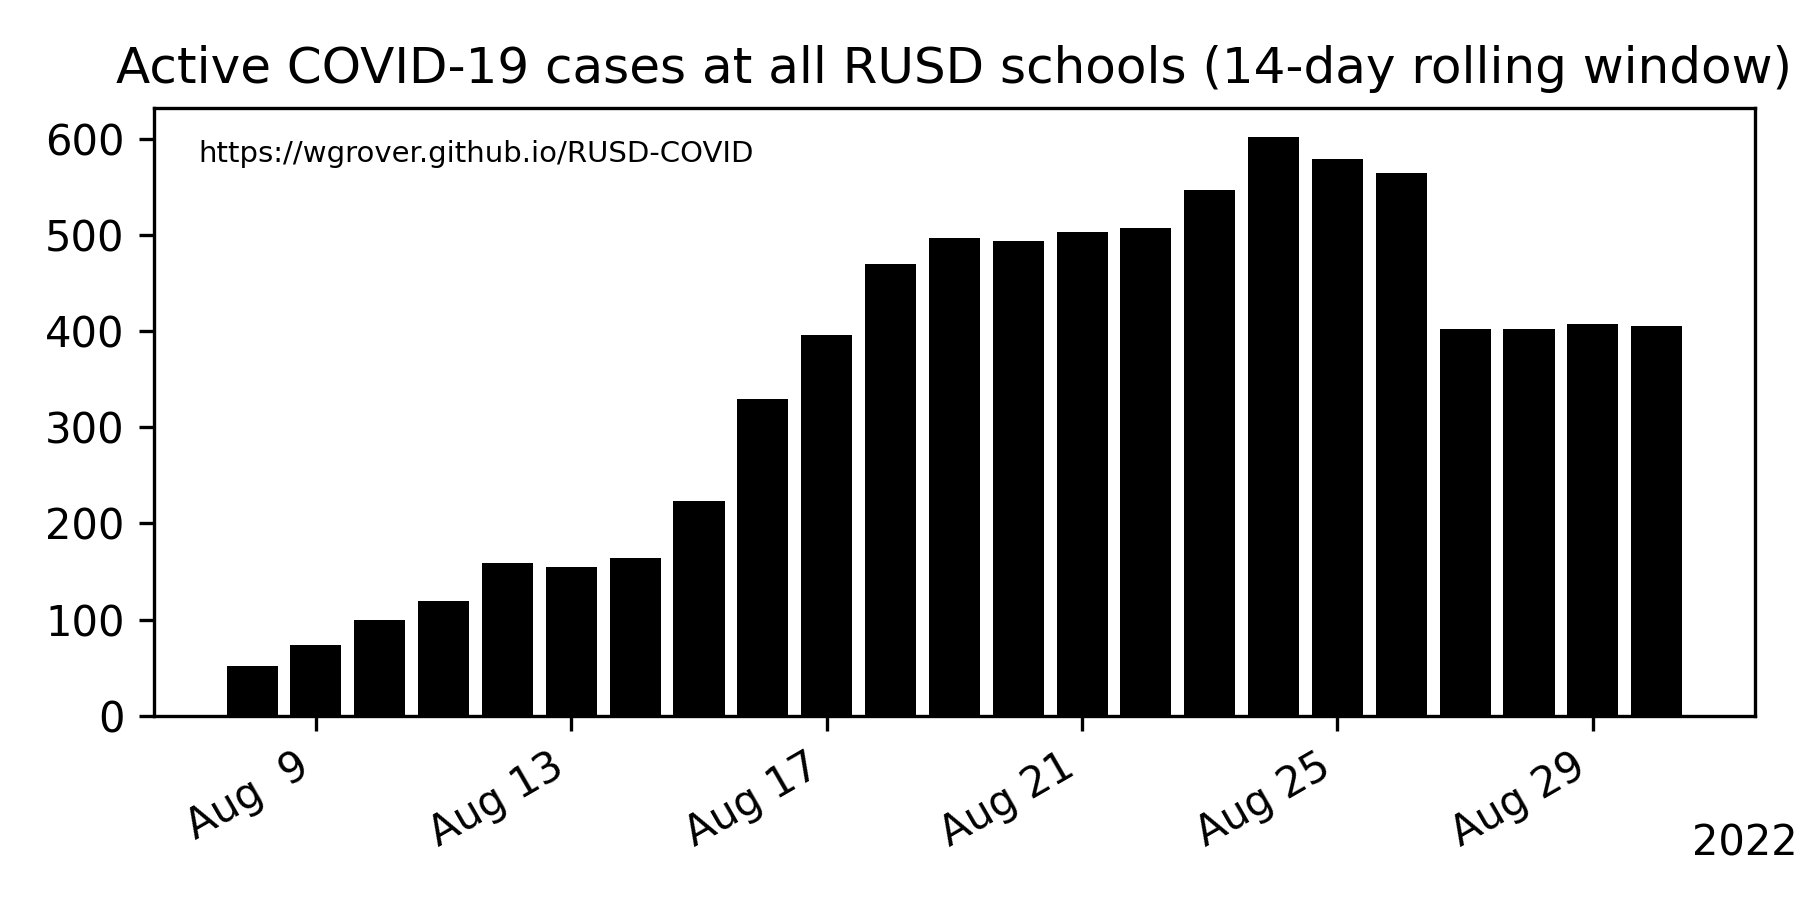 Active COVID-19 cases at all RUSD schools (14-day rolling window)
https://wgrover.github.io/RUSD-COVID
600
500
400
300
200
100
0
Aug 9
Aug 13
Aug 17
Aug 21
Aug 25
Aug 29
2022